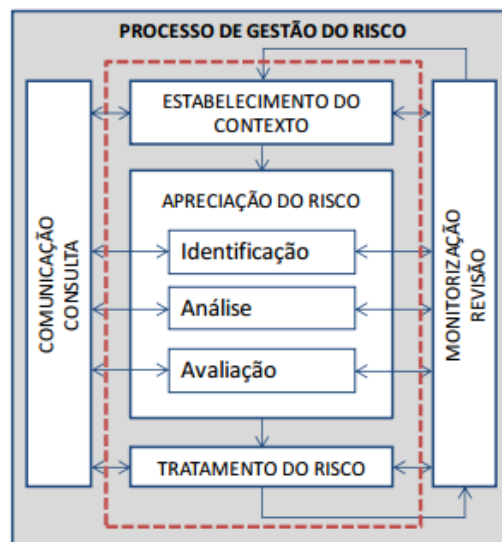 PROCESSO DE GESTÃO DO RISCO
ESTABELECIMENTO DO
CONTEXTO
APRECIAÇÃO DO RISCO
Identificação
Análise
Avaliação
TRATAMENTO DO RISCO
COMUNICAÇÃO
CONSULTA
MONITORIZAÇÃO
REVISÃO